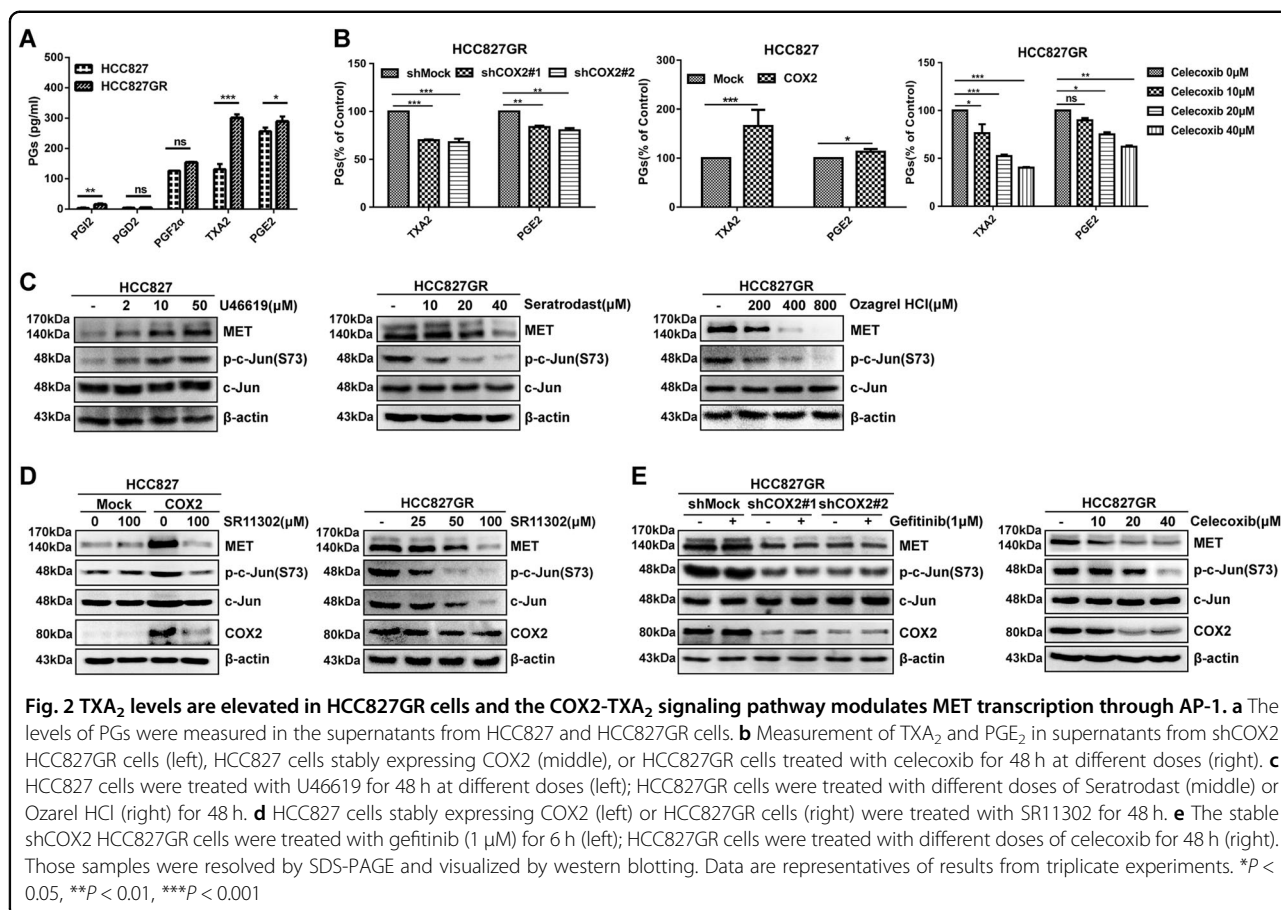 A
HCC827
HCC827GR
PGs (pg/ml)
500
400
300
200
100
0
**
ns
ns
***
*
PGI2
PGD2
PGF2α
TXA2
PGE2
B
HCC827GR
shMock shCOX2#1 shCOX2#2
PGs(% of Control)
150
100
50
0
***
***
**
**
TXA2
PGE2
HCC827
Mock COX2
PGs(% of Control)
400
300
200
100
0
***
*
TXA2
PGE2
HCC827GR
Celecoxib 0µM
Celecoxib 10µM
Celecoxib 20µM
Celecoxib 40µM
PGs(% of Control)
150
100
50
0
***
***
*
**
*
ns
TXA2
PGE2
C
HCC827
- 2 10 50 U46619(µM)
170kDa
140kDa MET
48kDa p-c-Jun(S73)
48kDa c-Jun
43kDa β-actin
HCC827GR
- 10 20 40 Seratrodast(µM)
170kDa
140kDa MET
48kDa p-c-Jun(S73)
48kDa c-Jun
43kDa β-actin
HCC827GR
- 200 400 800 Ozagrel HCl(µM)
170kDa
140kDa MET
48kDa p-c-Jun(S73)
48kDa c-Jun
43kDa β-actin
D
HCC827
Mock COX2
0 100 0 100 SR11302(µM)
170kDa
140kDa MET
48kDa p-c-Jun(S73)
48kDa c-Jun
80kDa COX2
43kDa β-actin
HCC827GR
- 25 50 100 SR11302(µM)
170kDa
140kDa MET
48kDa p-c-Jun(S73)
48kDa c-Jun
80kDa COX2
43kDa β-actin
E
HCC827GR
shMock shCOX2#1 shCOX2#2
- + - + - + Gefitinib(1µM)
170kDa
140kDa MET
48kDa p-c-Jun(S73)
48kDa c-Jun
80kDa COX2
43kDa β-actin
HCC827GR
- 10 20 40 Celecoxib(µM)
170kDa
140kDa MET
48kDa p-c-Jun(S73)
48kDa c-Jun
80kDa COX2
43kDa β-actin
Fig. 2 TXA₂ levels are elevated in HCC827GR cells and the COX2-TXA₂ signaling pathway modulates MET transcription through AP-1. a The
levels of PGs were measured in the supernatants from HCC827 and HCC827GR cells. b Measurement of TXA₂ and PGE₂ in supernatants from shCOX2
HCC827GR cells (left), HCC827 cells stably expressing COX2 (middle), or HCC827GR cells treated with celecoxib for 48 h at different doses (right). c
HCC827 cells were treated with U46619 for 48 h at different doses (left); HCC827GR cells were treated with different doses of Seratrodast (middle) or
Ozarel HCl (right) for 48 h. d HCC827 cells stably expressing COX2 (left) or HCC827GR cells (right) were treated with SR11302 for 48 h. e The stable
shCOX2 HCC827GR cells were treated with gefitinib (1 µM) for 6 h (left); HCC827GR cells were treated with different doses of celecoxib for 48 h (right).
Those samples were resolved by SDS-PAGE and visualized by western blotting. Data are representatives of results from triplicate experiments. *P <
0.05, **P < 0.01, ***P < 0.001